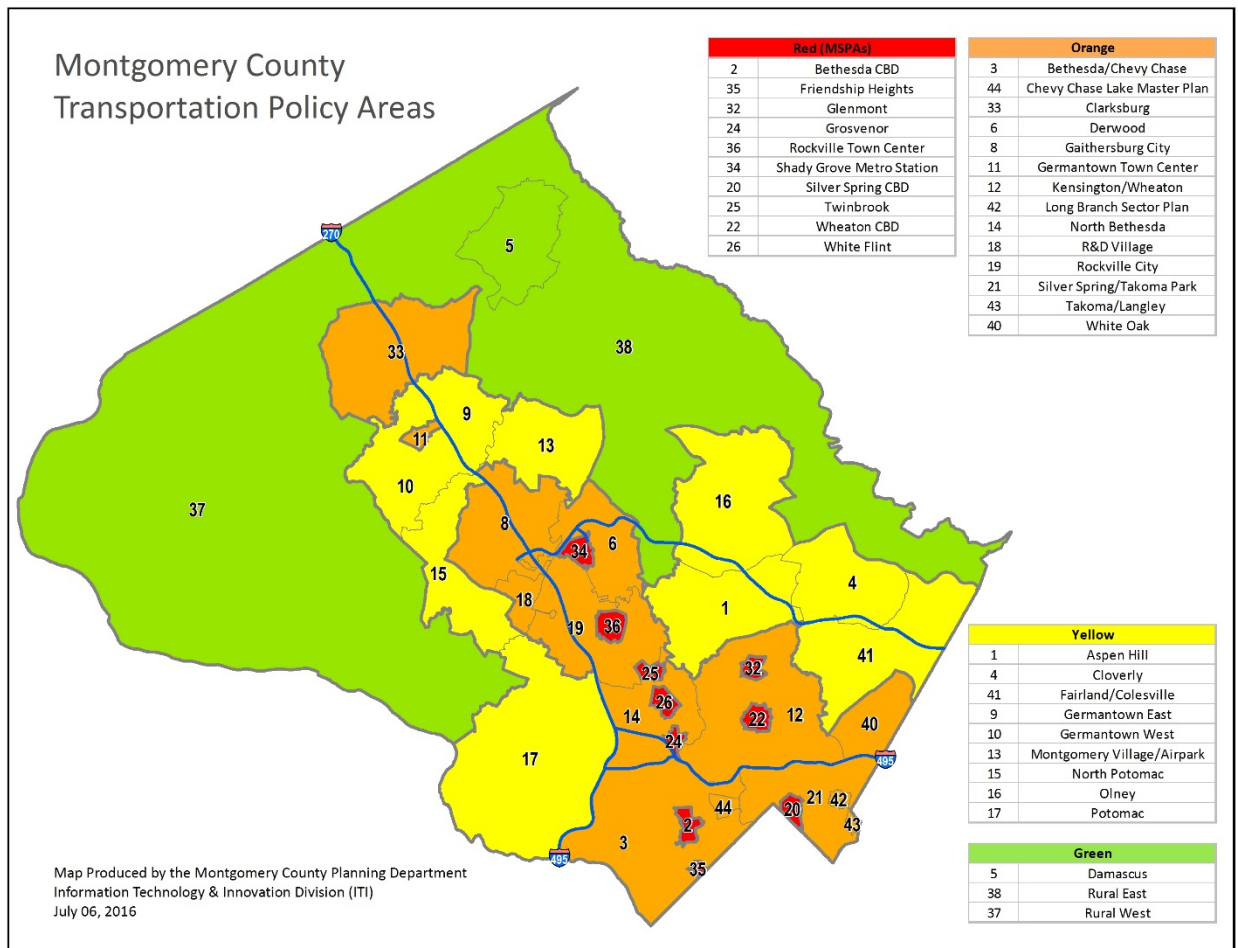 Montgomery County
Transportation Policy Areas
Red (MSPAs)
2 Bethesda CBD
35 Friendship Heights
32 Glenmont
24 Grosvenor
36 Rockville Town Center
34 Shady Grove Metro Station
20 Silver Spring CBD
25 Twinbrook
22 Wheaton CBD
26 White Flint
Orange
3 Bethesda/Chevy Chase
44 Chevy Chase Lake Master Plan
33 Clarksburg
6 Derwood
8 Gaithersburg City
11 Germantown Town Center
12 Kensington/Wheaton
42 Long Branch Sector Plan
14 North Bethesda
18 R&D Village
19 Rockville City
21 Silver Spring/Takoma Park
43 Takoma/Langley
40 White Oak
270
5
33
38
9
11
13
10
16
37
8
34
6
15
4
18
1
19
36
41
32
25
26
14
22
12
40
24
17
495
44
21
42
20
2
43
3
495
35
Yellow
1 Aspen Hill
4 Cloverly
41 Fairland/Colesville
9 Germantown East
10 Germantown West
13 Montgomery Village/Airpark
15 North Potomac
16 Olney
17 Potomac
Green
5 Damascus
38 Rural East
37 Rural West
Map Produced by the Montgomery County Planning Department
Information Technology & Innovation Division (ITI)
July 06, 2016